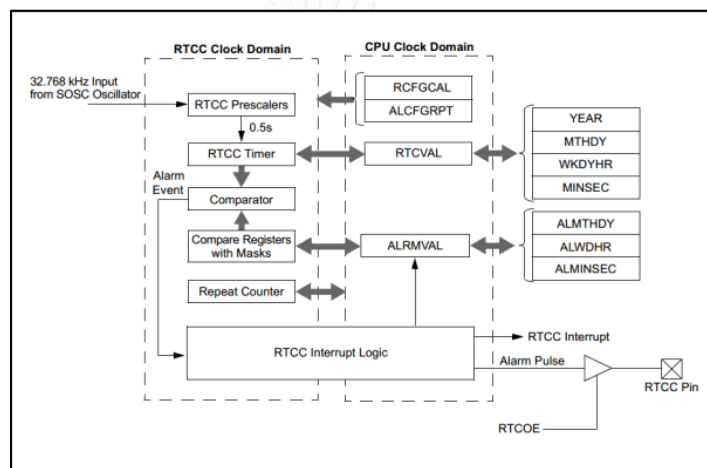 RTCC Clock Domain
CPU Clock Domain
32.768 kHz Input
from SOSC Oscillator
RTCC Prescalers
0.5s
RTCC Timer
Alarm
Event
Comparator
Compare Registers
with Masks
Repeat Counter
RCFGCAL
ALCFGRPT
RTCVAL
YEAR
MTHDY
WKDYHR
MINSEC
ALRMVAL
ALMTHDY
ALWDHR
ALMINSEC
RTCC Interrupt Logic
RTCC Interrupt
Alarm Pulse
RTCC Pin
RTCOE